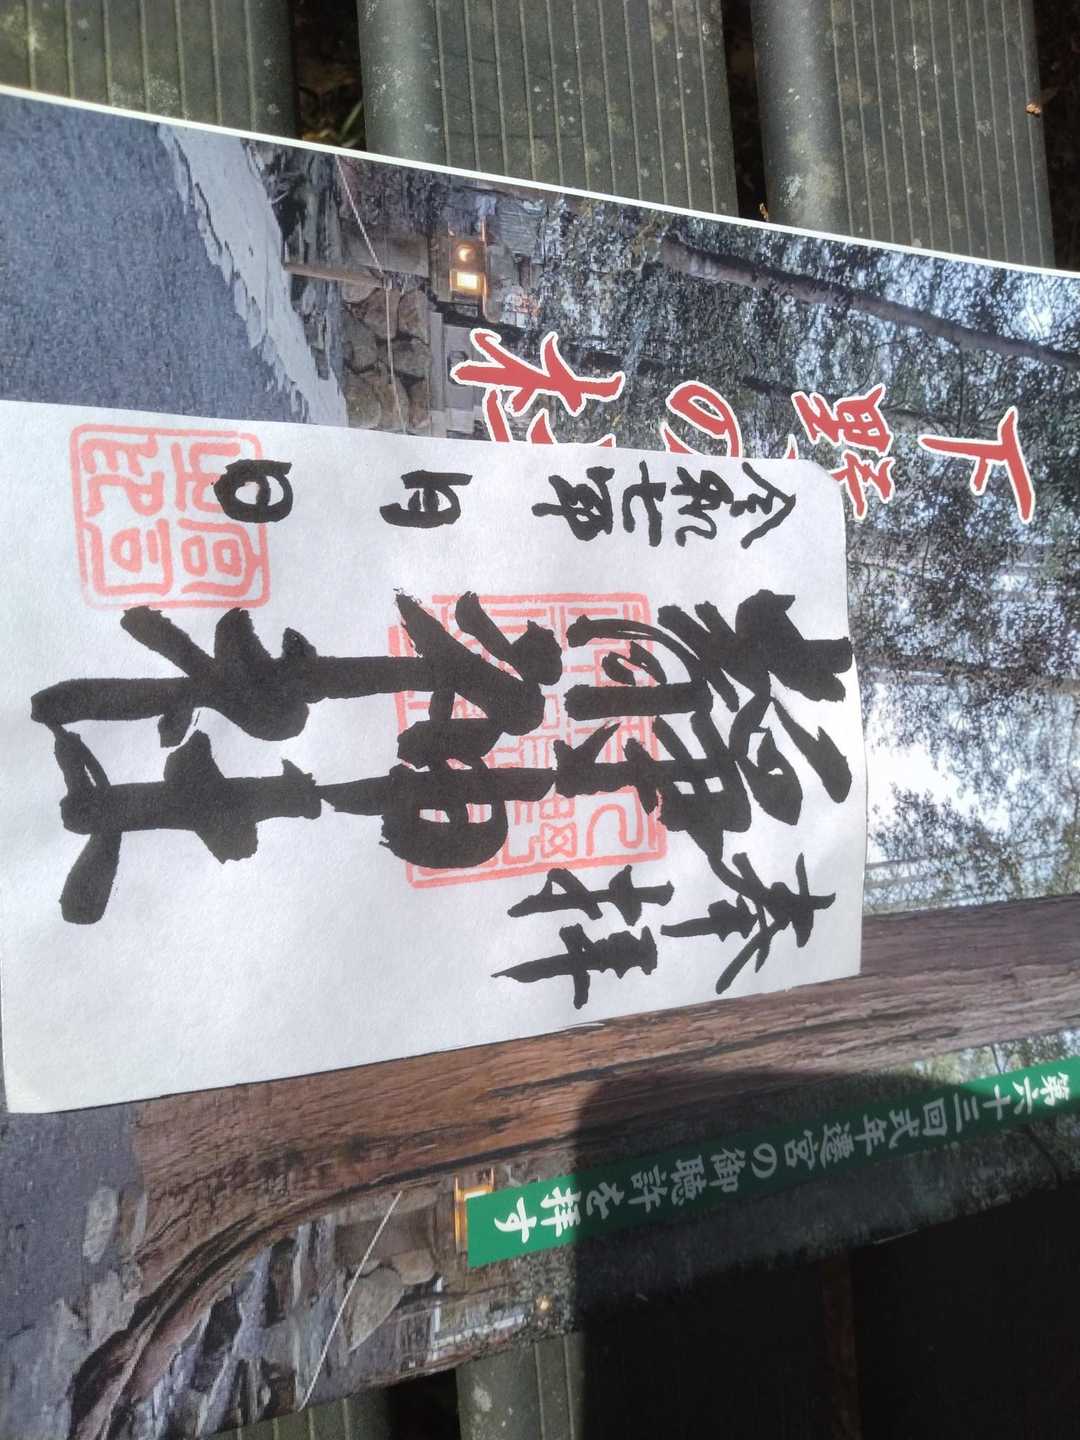 下野の杜
奉拝
神社
令和七年 月 日
第六十三回式年遷宮の御聴許を拝す